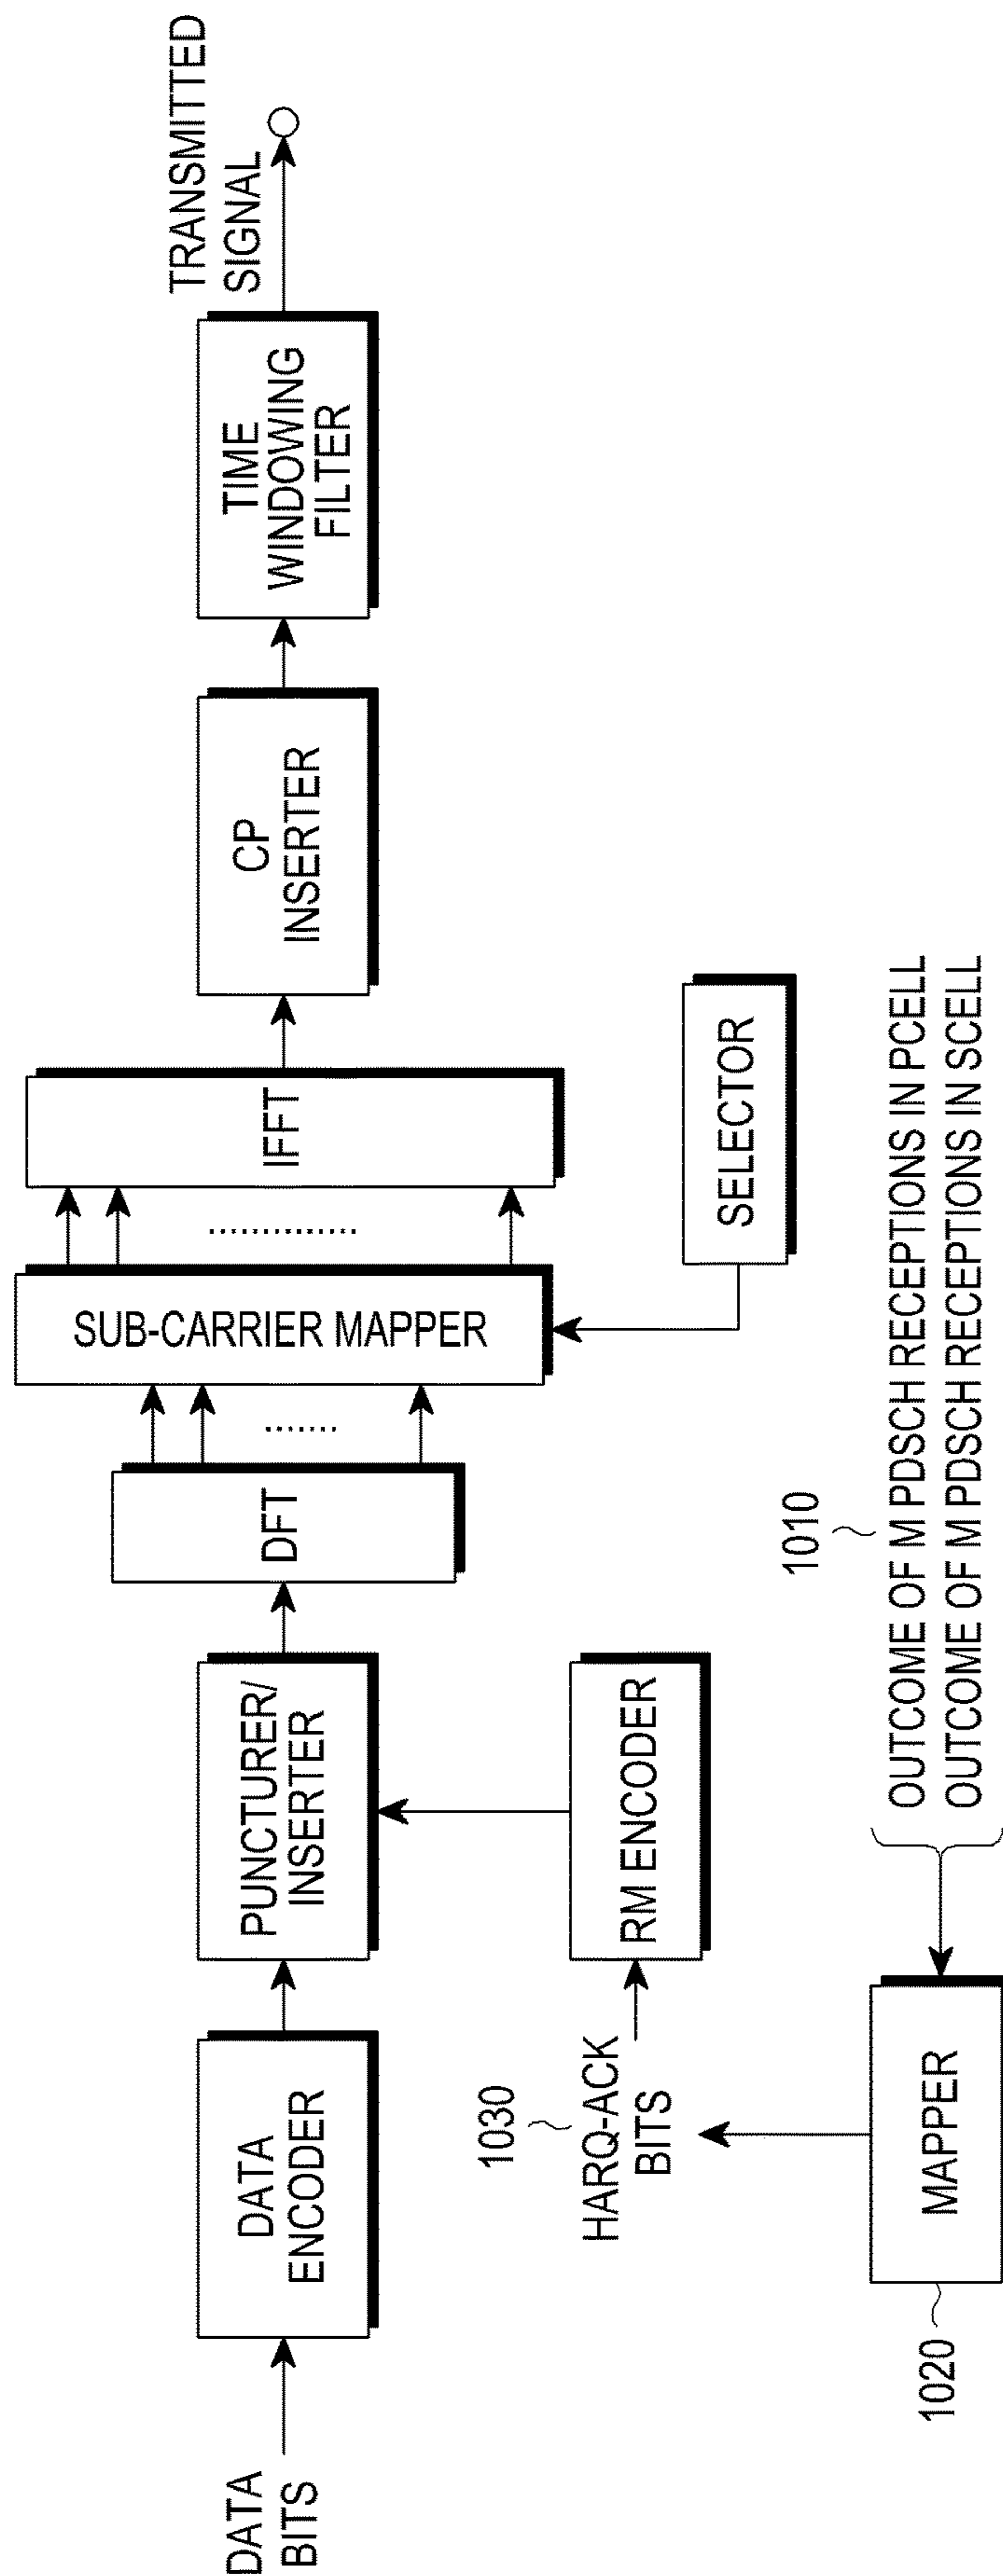 DATA
BITS
DATA
ENCODER
PUNCTURER/
INSERTER
DFT
SUB-CARRIER MAPPER
IFFT
CP
INSERTER
TIME
WINDOWING
FILTER
TRANSMITTED
SIGNAL
1030
HARQ-ACK
BITS
RM ENCODER
SELECTOR
1020
MAPPER
1010
OUTCOME OF M PDSCH RECEPTIONS IN PCELL
OUTCOME OF M PDSCH RECEPTIONS IN SCELL